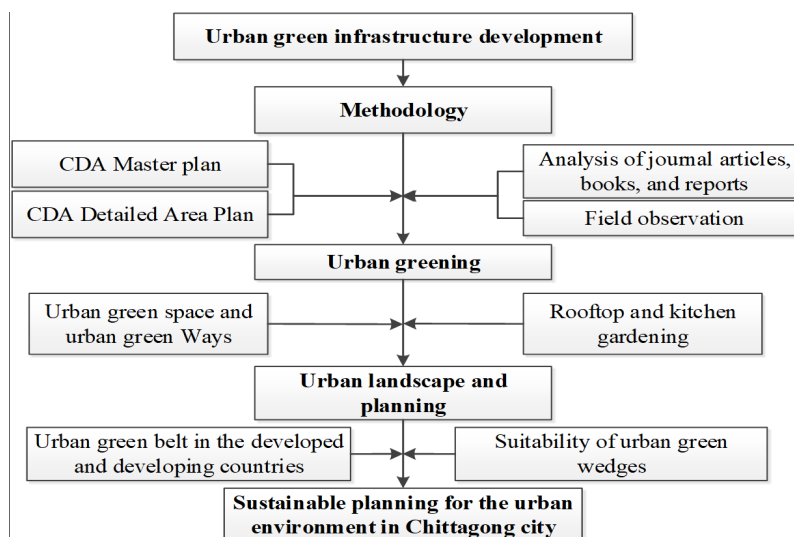 Urban green infrastructure development
Methodology
CDA Master plan
CDA Detailed Area Plan
Analysis of journal articles,
books, and reports
Field observation
Urban greening
Urban green space and
urban green Ways
Rooftop and kitchen
gardening
Urban landscape and
planning
Urban green belt in the developed
and developing countries
Suitability of urban green
wedges
Sustainable planning for the urban
environment in Chittagong city